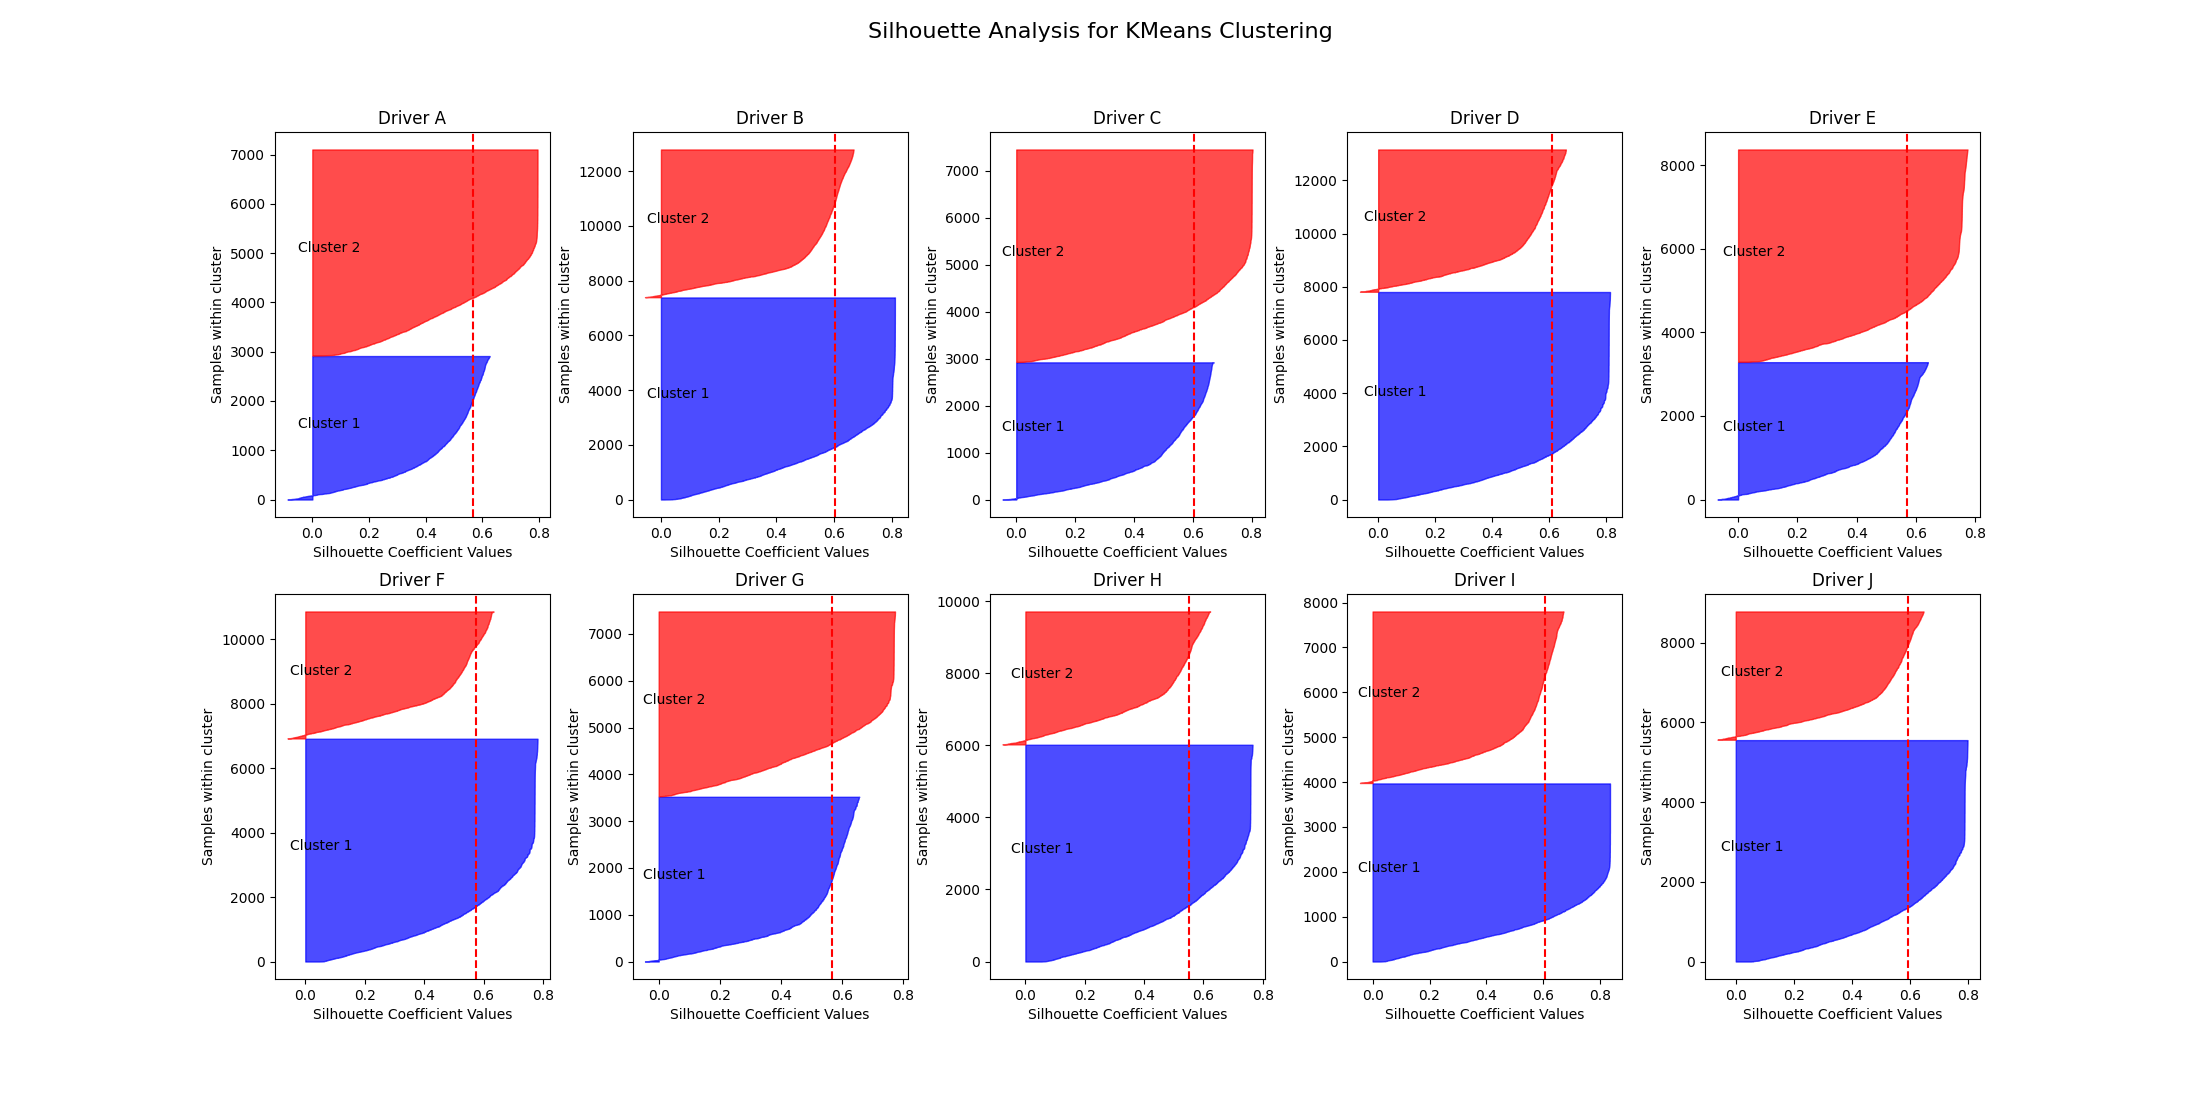 Silhouette Analysis for KMeans Clustering
Driver A
Samples within cluster
7000
6000
5000
4000
3000
2000
1000
0
Cluster 2
Cluster 1
0.0 0.2 0.4 0.6 0.8
Silhouette Coefficient Values
Driver B
Samples within cluster
12000
10000
8000
6000
4000
2000
0
Cluster 2
Cluster 1
0.0 0.2 0.4 0.6 0.8
Silhouette Coefficient Values
Driver C
Samples within cluster
7000
6000
5000
4000
3000
2000
1000
0
Cluster 2
Cluster 1
0.0 0.2 0.4 0.6 0.8
Silhouette Coefficient Values
Driver D
Samples within cluster
12000
10000
8000
6000
4000
2000
0
Cluster 2
Cluster 1
0.0 0.2 0.4 0.6 0.8
Silhouette Coefficient Values
Driver E
Samples within cluster
8000
6000
4000
2000
0
Cluster 2
Cluster 1
0.0 0.2 0.4 0.6 0.8
Silhouette Coefficient Values
Driver F
Samples within cluster
10000
8000
6000
4000
2000
0
Cluster 2
Cluster 1
0.0 0.2 0.4 0.6 0.8
Silhouette Coefficient Values
Driver G
Samples within cluster
7000
6000
5000
4000
3000
2000
1000
0
Cluster 2
Cluster 1
0.0 0.2 0.4 0.6 0.8
Silhouette Coefficient Values
Driver H
Samples within cluster
10000
8000
6000
4000
2000
0
Cluster 2
Cluster 1
0.0 0.2 0.4 0.6 0.8
Silhouette Coefficient Values
Driver I
Samples within cluster
8000
7000
6000
5000
4000
3000
2000
1000
0
Cluster 2
Cluster 1
0.0 0.2 0.4 0.6 0.8
Silhouette Coefficient Values
Driver J
Samples within cluster
8000
6000
4000
2000
0
Cluster 2
Cluster 1
0.0 0.2 0.4 0.6 0.8
Silhouette Coefficient Values